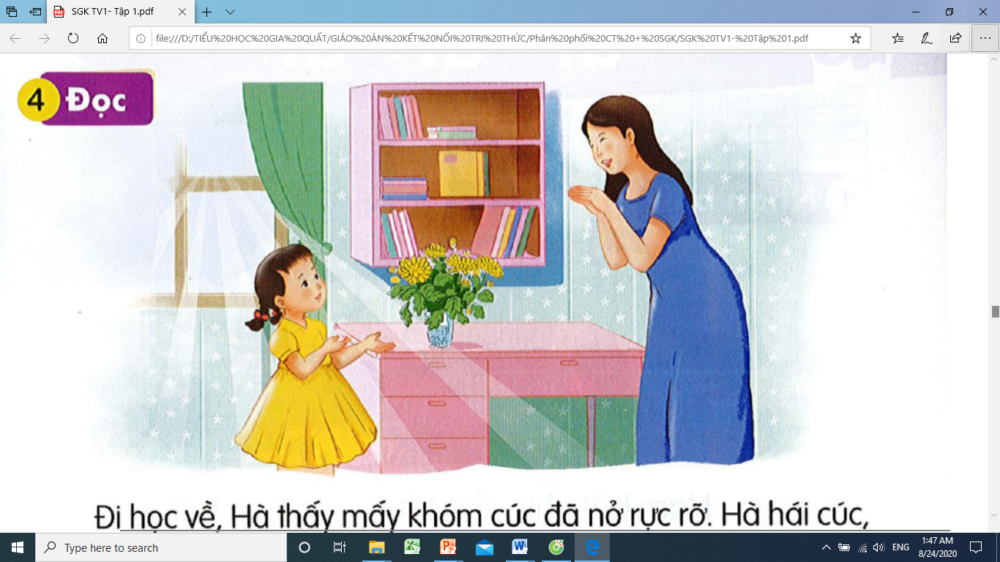 SGK TV1- Tập 1.pdf
file:///D:/TIỂU%20HỌC%20GIA%20QUẤT/GIÁO%20ÁN%20KẾT%20NỐI%20TRI%20THỨC/Phân%20phối%20CT%20+%20SGK/SGK%20TV1-%20Tập%201.pdf
4 Đọc
Đi học về, Hà thấy mấy khóm cúc đã nở rực rỡ. Hà hái cúc,
Type here to search
ENG
1:47 AM
8/24/2020